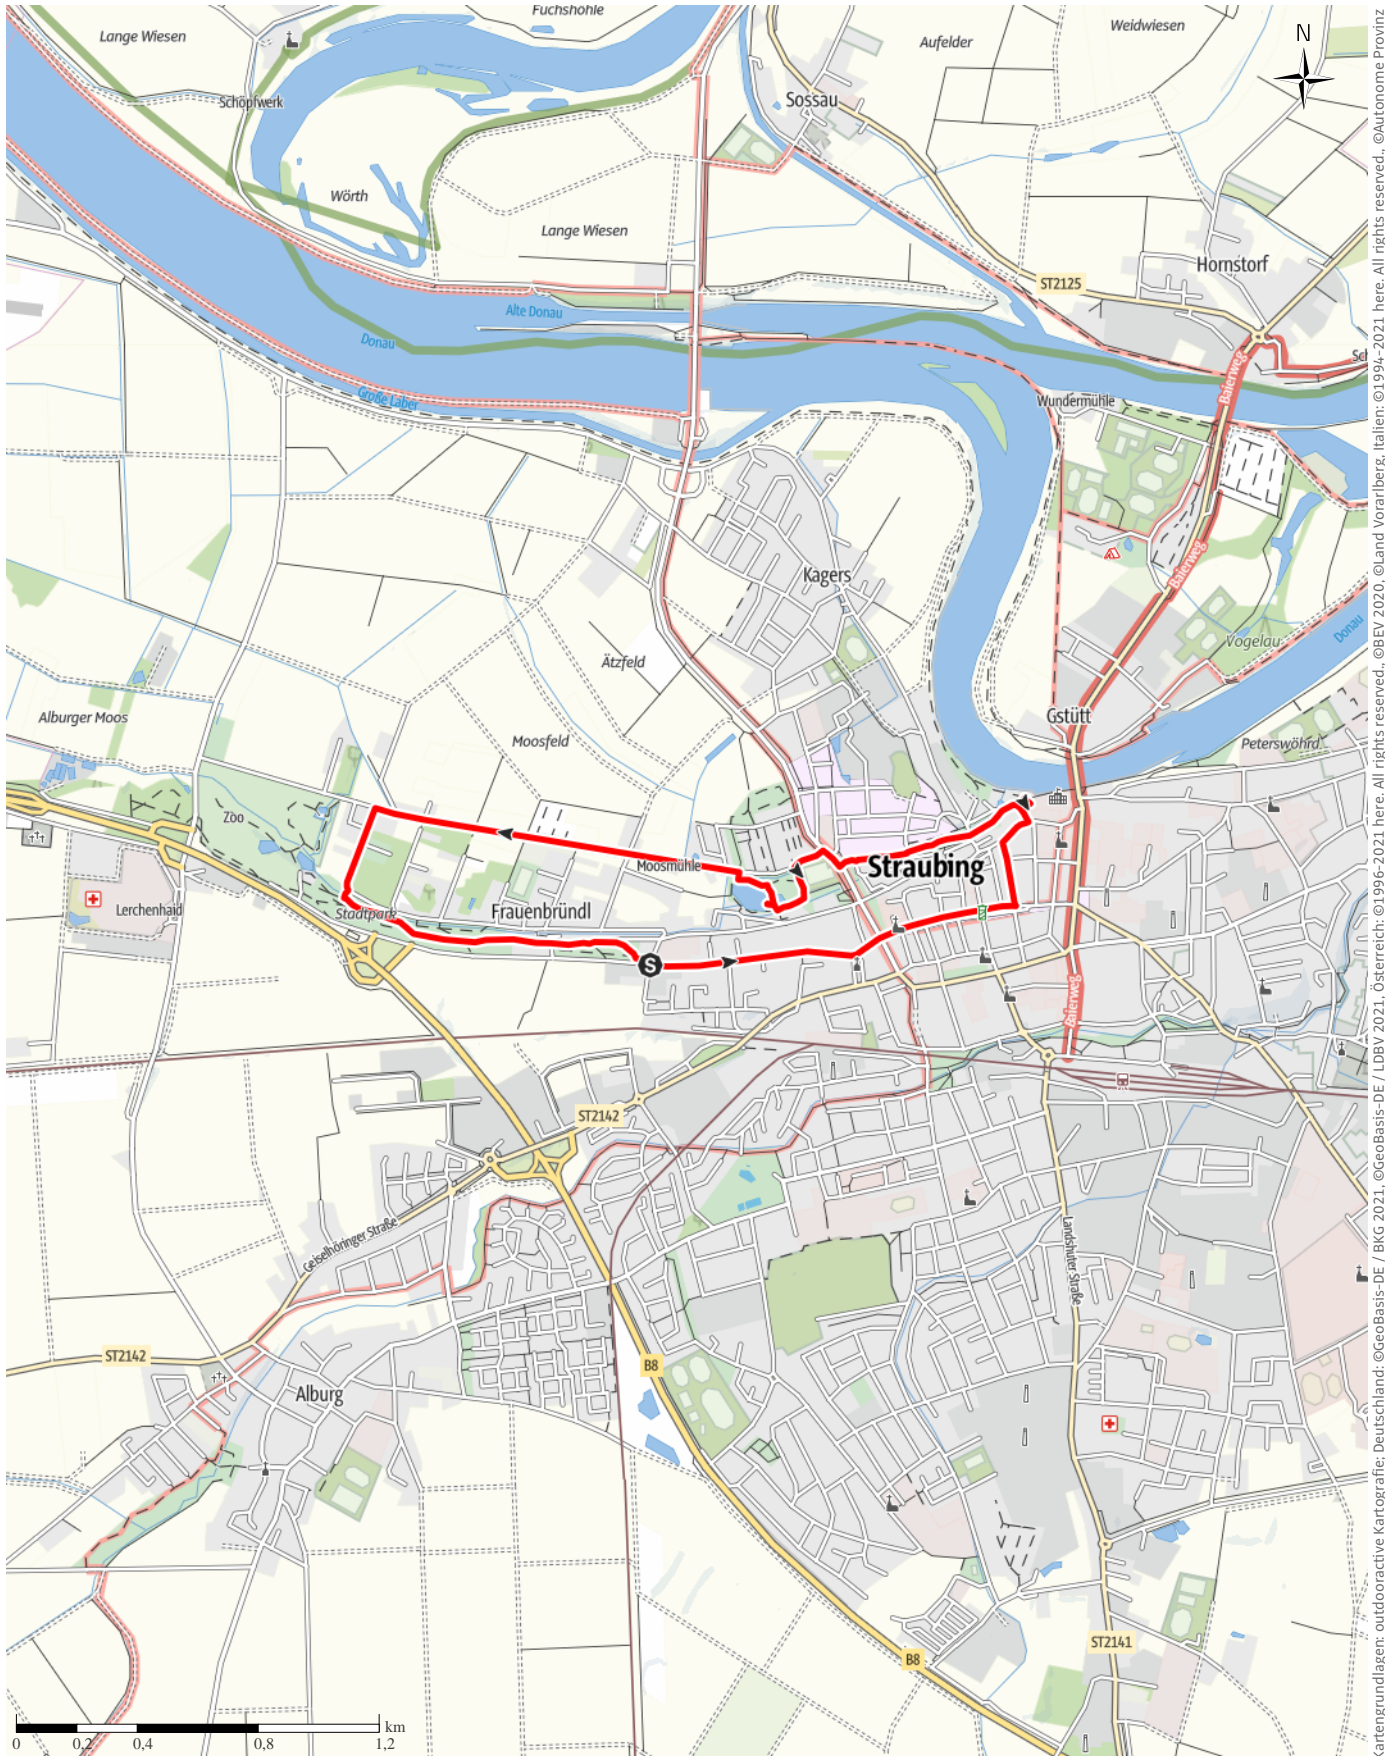 Fuchshöhle
Lange Wiesen
Weidwiesen
Aufelder
N
Schöpfwerk
Sossau
Wörth
Lange Wiesen
Hornstorf
ST2125
Alte Donau
Donau
Baierweg
Große Laber
Wundermühle
Kagers
Baierweg
Donau
Vogelau
Ätzfeld
Alburger Moos
Moosfeld
Gstütt
Peterswöhrd
Zoo
Moosmühle
Straubing
Lerchenhaid
Stadtpark
Frauenbründl
S
Baierweg
ST2142
Geiselhöringer Straße
Landshuter Straße
ST2142
B8
Alburg
ST2141
B8
km
0
0,2
0,4
0,8
1,2
artengrundlagen: outdooractive Kartografie; Deutschland: ©GeoBasis-DE / BKG 2021, ©GeoBasis-DE / LDBV 2021, Österreich: ©1996-2021 here. All rights reserved., ©BEV 2020, ©Land Vorarlberg, Italien: ©1994-2021 here. All rights reserved., ©Autonome Provinz